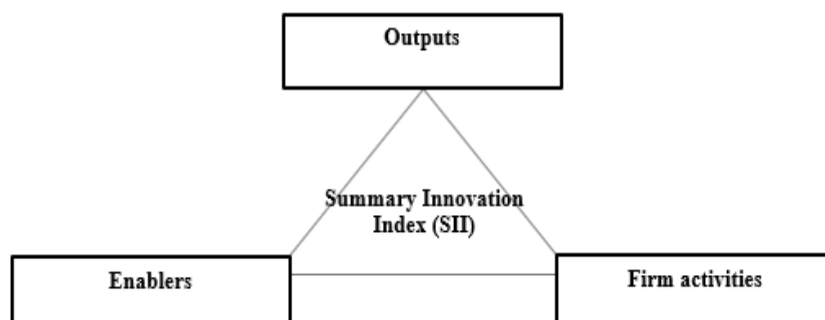 Outputs
Summary Innovation
Index (SII)
Enablers
Firm activities